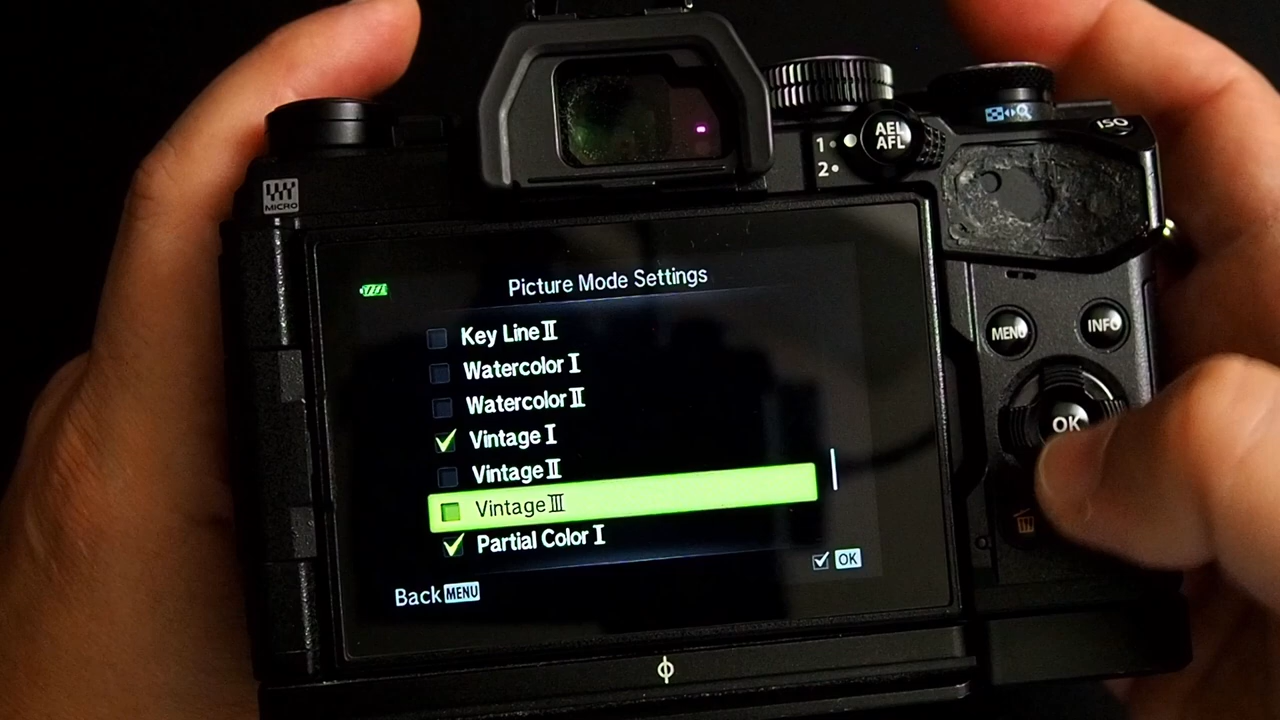 AEL
AFL
1
2
ISO
MICRO
Picture Mode Settings
Key Line Ⅱ
Watercolor Ⅰ
Watercolor Ⅱ
Vintage Ⅰ
Vintage Ⅱ
Vintage Ⅲ
Partial Color Ⅰ
OK
Back MENU
MENU
INFO
OK